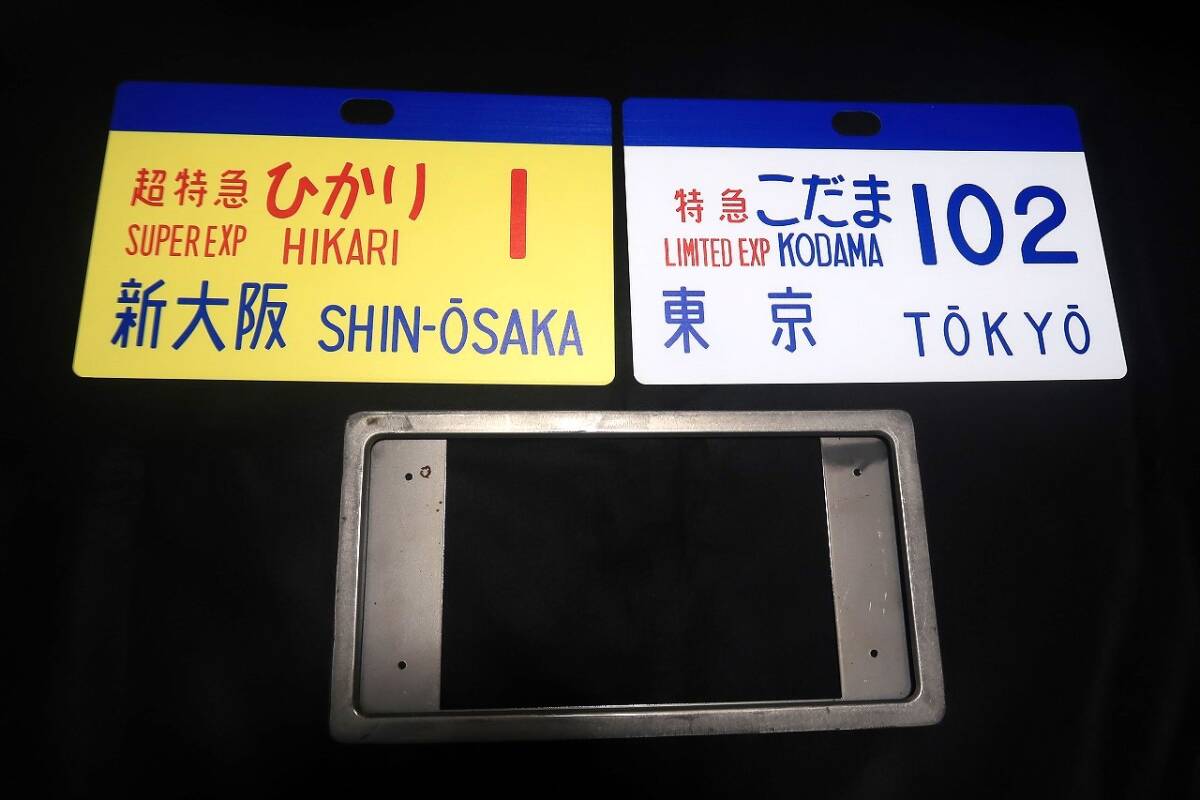 超特急 ひかり 1
SUPER EXP HIKARI
新大阪 SHIN-ŌSAKA
特急 こだま 102
LIMITED EXP KODAMA
東京 TŌKYŌ